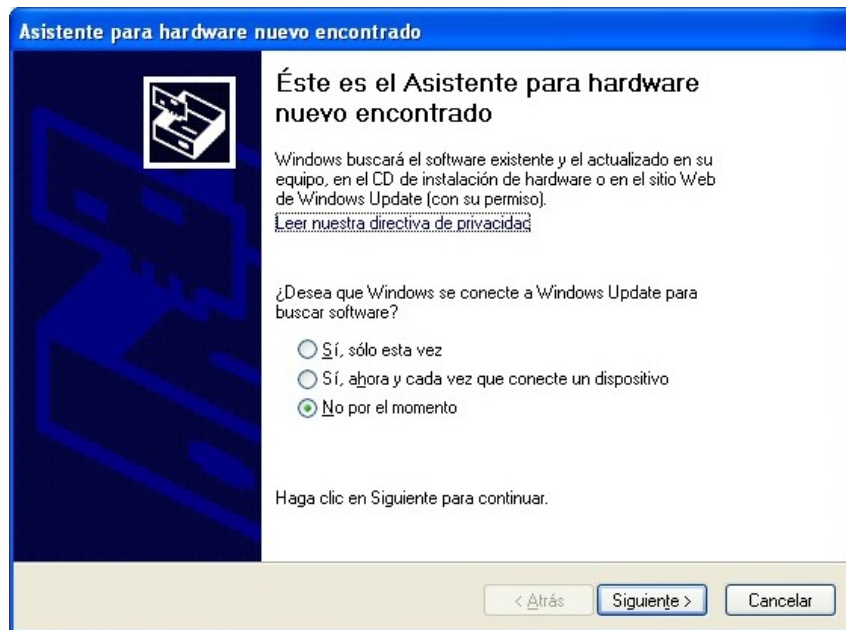 Asistente para hardware nuevo encontrado
Éste es el Asistente para hardware
nuevo encontrado
Windows buscará el software existente y el actualizado en su
equipo, en el CD de instalación de hardware o en el sitio Web
de Windows Update (con su permiso).
Leer nuestra directiva de privacidad
¿Desea que Windows se conecte a Windows Update para
buscar software?
Sí, sólo esta vez
Sí, ahora y cada vez que conecte un dispositivo
No por el momento
Haga clic en Siguiente para continuar.
< Atrás Siguiente > Cancelar